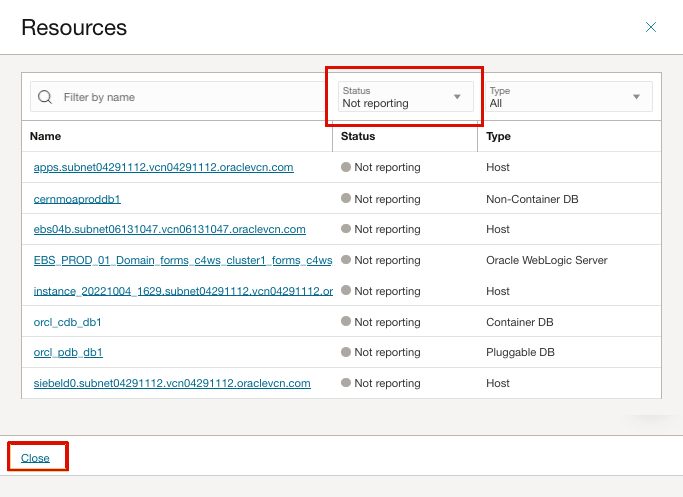 Resources
Filter by name
Status
Not reporting
Type
All
Name Status Type
apps.subnet04291112.vcn04291112.oraclevcn.com Not reporting Host
cernmoaproddb1 Not reporting Non-Container DB
ebs04b.subnet06131047.vcn06131047.oraclevcn.com Not reporting Host
EBS_PROD_01_Domain_forms_c4ws_cluster1_forms_c4ws Not reporting Oracle WebLogic Server
instance_20221004_1629.subnet04291112.vcn04291112.or Not reporting Host
orcl_cdb_db1 Not reporting Container DB
orcl_pdb_db1 Not reporting Pluggable DB
siebeld0.subnet04291112.vcn04291112.oraclevcn.com Not reporting Host
Close